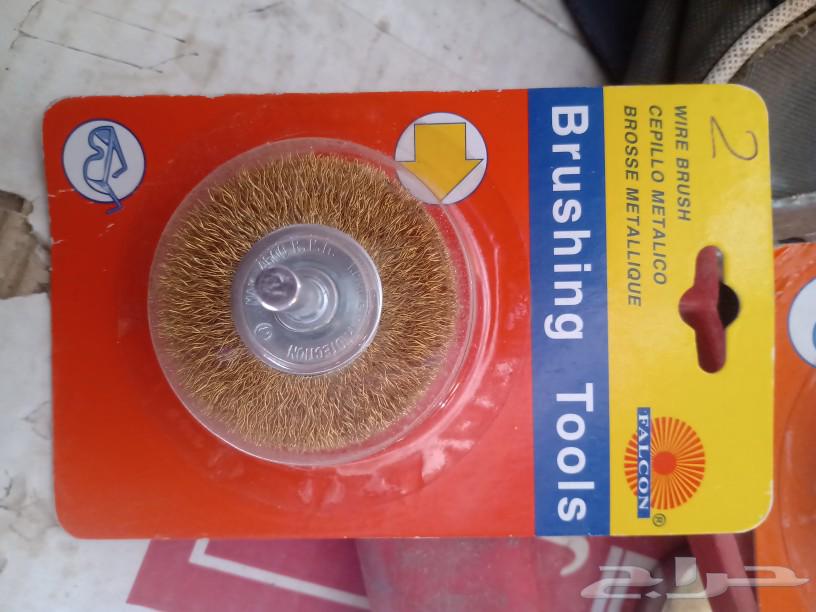 2
WIRE BRUSH
CEPILLO METALICO
BROSSE METALLIQUE
FALCON®
Brushing Tools
حراج